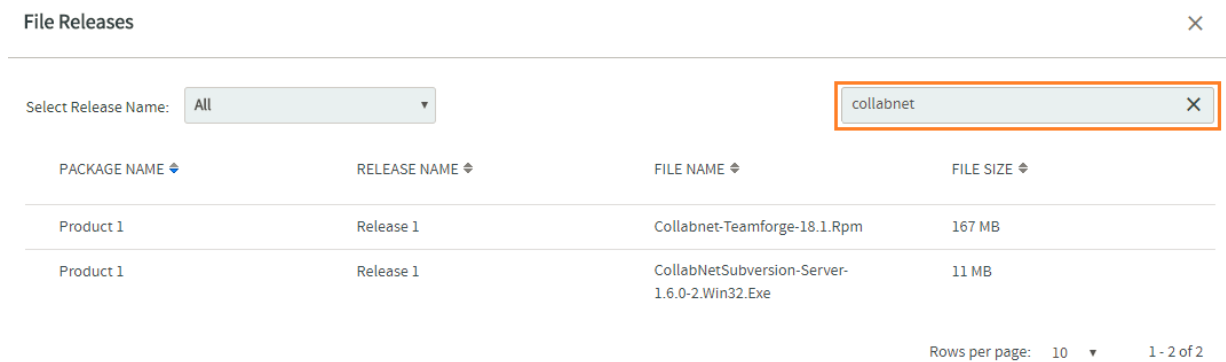 File Releases
Select Release Name: All
collabnet
PACKAGE NAME RELEASE NAME FILE NAME FILE SIZE
Product 1 Release 1 Collabnet-Teamforge-18.1.Rpm 167 MB
Product 1 Release 1 CollabNetSubversion-Server- 11 MB
1.6.0-2.Win32.Exe
Rows per page: 10 1 - 2 of 2